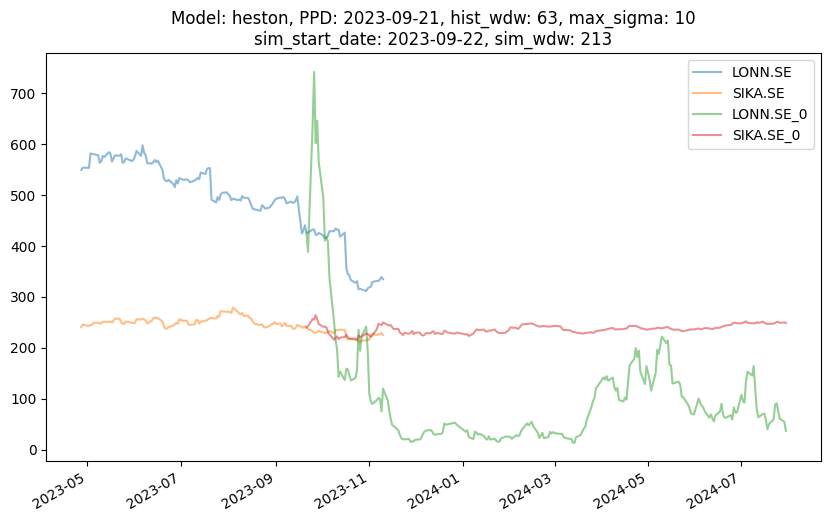 Model: heston, PPD: 2023-09-21, hist_wdw: 63, max_sigma: 10
sim_start_date: 2023-09-22, sim_wdw: 213
LONN.SE
SIKA.SE
LONN.SE_0
SIKA.SE_0
700
600
500
400
300
200
100
0
2023-05
2023-07
2023-09
2023-11
2024-01
2024-03
2024-05
2024-07